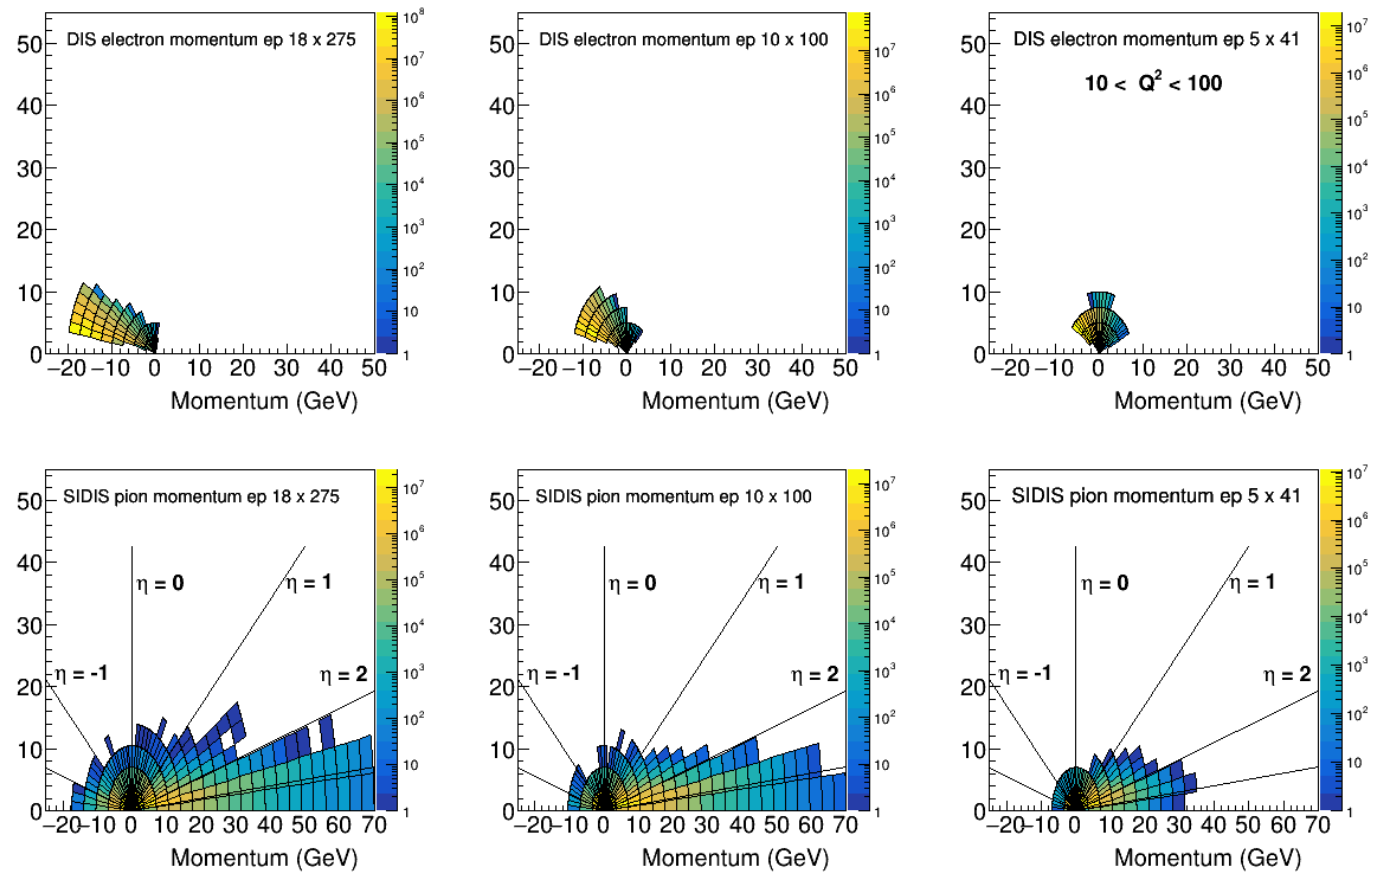 DIS electron momentum ep 18 x 275
50
40
30
20
10
0
−20 −10 0 10 20 30 40 50
Momentum (GeV)
10^8
10^7
10^6
10^5
10^4
10^3
10^2
10
1
DIS electron momentum ep 10 x 100
50
40
30
20
10
0
−20 −10 0 10 20 30 40 50
Momentum (GeV)
10^7
10^6
10^5
10^4
10^3
10^2
10
1
DIS electron momentum ep 5 x 41
10 < Q² < 100
50
40
30
20
10
0
−20 −10 0 10 20 30 40 50
Momentum (GeV)
10^7
10^6
10^5
10^4
10^3
10^2
10
1
SIDIS pion momentum ep 18 x 275
η = 0
η = 1
η = -1
η = 2
50
40
30
20
10
0
−20 −10 0 10 20 30 40 50 60 70
Momentum (GeV)
10^7
10^6
10^5
10^4
10^3
10^2
10
1
SIDIS pion momentum ep 10 x 100
η = 0
η = 1
η = -1
η = 2
50
40
30
20
10
0
−20 −10 0 10 20 30 40 50 60 70
Momentum (GeV)
10^7
10^6
10^5
10^4
10^3
10^2
10
1
SIDIS pion momentum ep 5 x 41
η = 0
η = 1
η = -1
η = 2
50
40
30
20
10
0
−20 −10 0 10 20 30 40 50 60 70
Momentum (GeV)
10^7
10^6
10^5
10^4
10^3
10^2
10
1